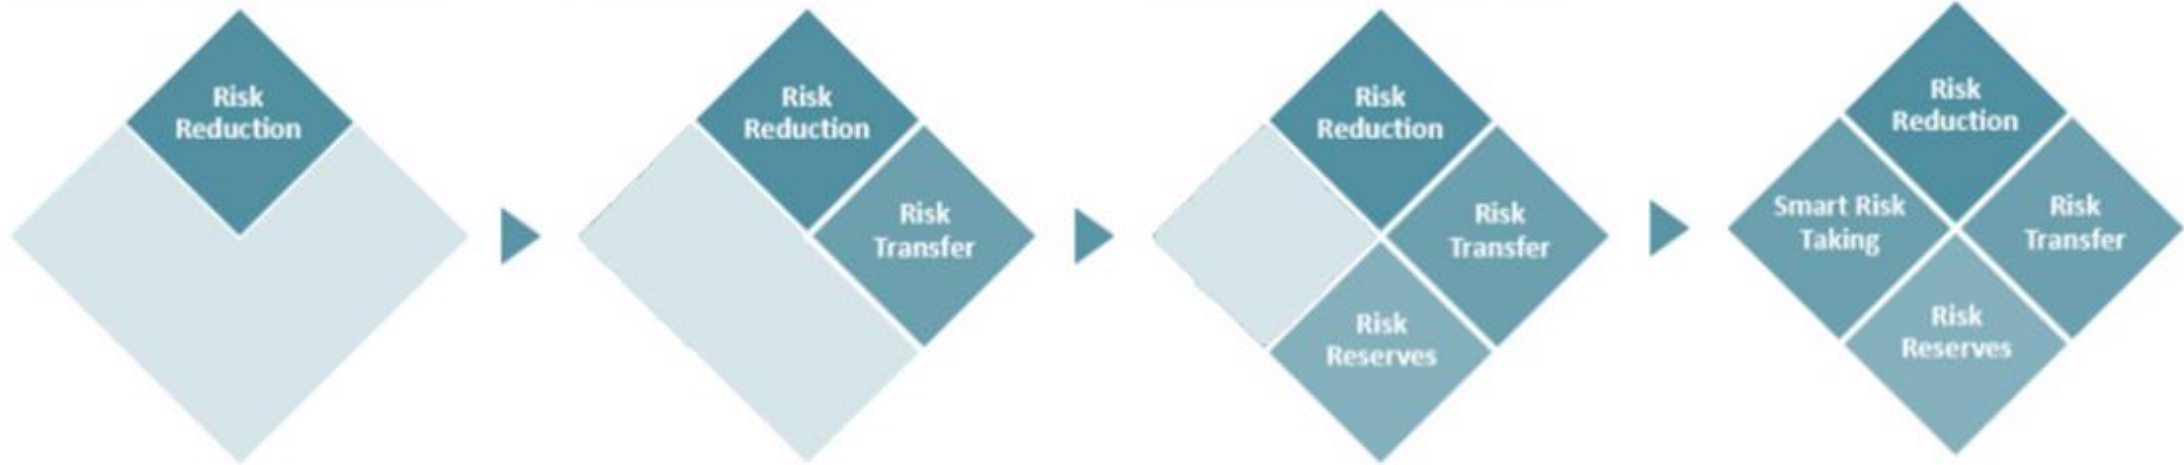 Risk
Reduction
Risk
Reduction
Risk
Transfer
Risk
Reduction
Risk
Transfer
Risk
Reserves
Risk
Reduction
Smart Risk
Taking
Risk
Transfer
Risk
Reserves